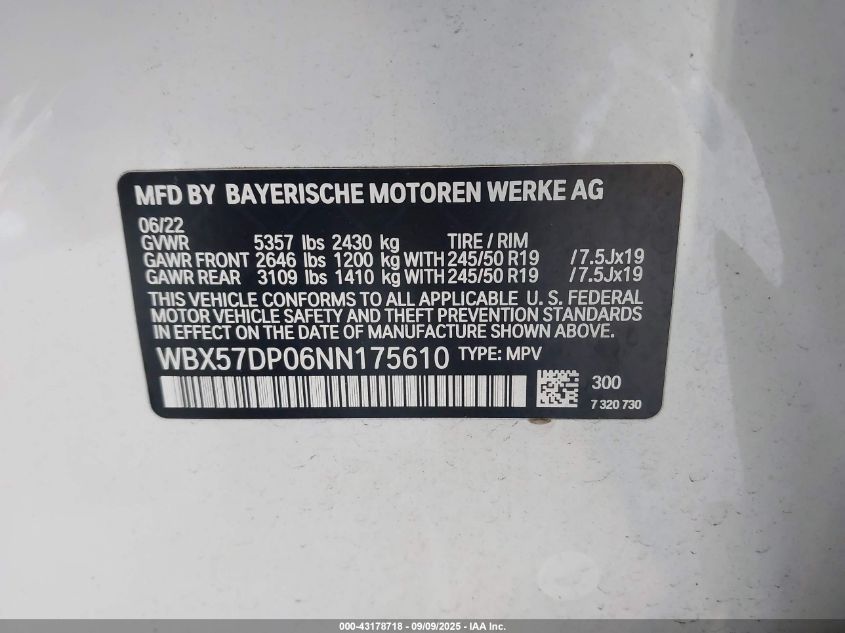 MFD BY BAYERISCHE MOTOREN WERKE AG
06/22
GVWR 5357 lbs 2430 kg TIRE / RIM
GAWR FRONT 2646 lbs 1200 kg WITH 245/50 R19 / 7.5Jx19
GAWR REAR 3109 lbs 1410 kg WITH 245/50 R19 / 7.5Jx19
THIS VEHICLE CONFORMS TO ALL APPLICABLE U. S. FEDERAL
MOTOR VEHICLE SAFETY AND THEFT PREVENTION STANDARDS
IN EFFECT ON THE DATE OF MANUFACTURE SHOWN ABOVE.
WBX57DP06NN175610 TYPE: MPV
300
7 320 730
000-43178718 - 09/09/2025 - IAA Inc.